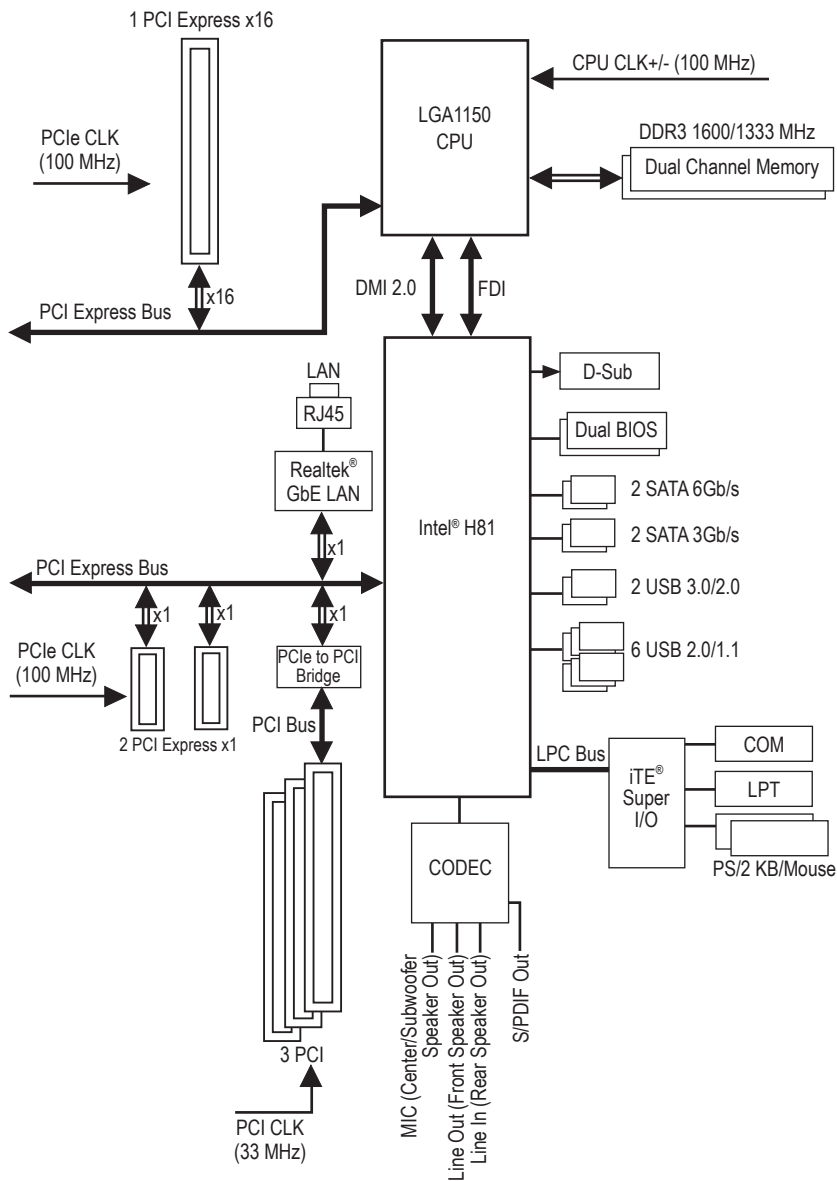 1 PCI Express x16
CPU CLK+/- (100 MHz)
LGA1150
CPU
DDR3 1600/1333 MHz
Dual Channel Memory
PCIe CLK
(100 MHz)
x16
PCI Express Bus
DMI 2.0
FDI
LAN
RJ45
Realtek®
GbE LAN
x1
Intel® H81
D-Sub
Dual BIOS
2 SATA 6Gb/s
2 SATA 3Gb/s
2 USB 3.0/2.0
6 USB 2.0/1.1
PCI Express Bus
x1
x1
x1
PCIe CLK
(100 MHz)
2 PCI Express x1
PCIe to PCI
Bridge
PCI Bus
LPC Bus
iTE®
Super
I/O
COM
LPT
PS/2 KB/Mouse
CODEC
MIC (Center/Subwoofer
Speaker Out)
Line Out (Front Speaker Out)
Line In (Rear Speaker Out)
S/PDIF Out
3 PCI
PCI CLK
(33 MHz)